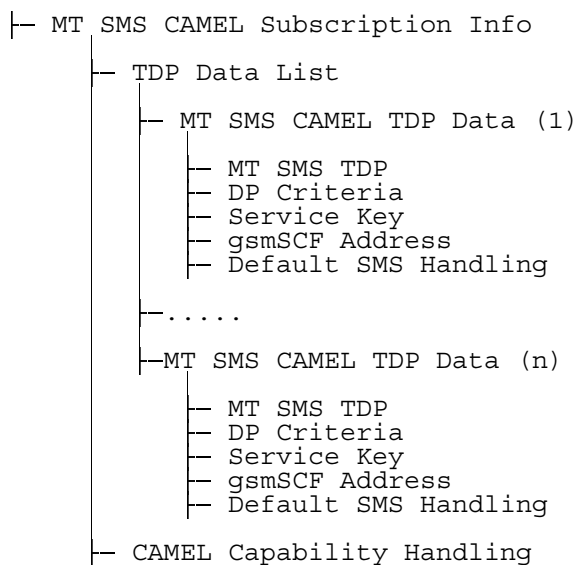 MT SMS CAMEL Subscription Info
TDP Data List
MT SMS CAMEL TDP Data (1)
MT SMS TDP
DP Criteria
Service Key
gsmSCF Address
Default SMS Handling
.....
MT SMS CAMEL TDP Data (n)
MT SMS TDP
DP Criteria
Service Key
gsmSCF Address
Default SMS Handling
CAMEL Capability Handling